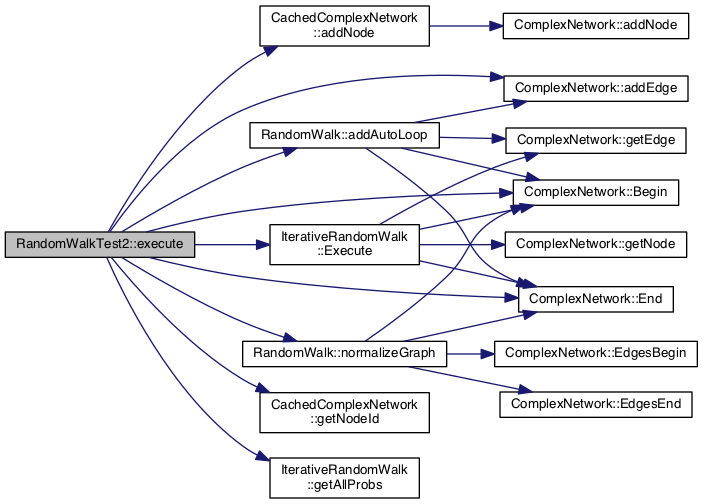 CachedComplexNetwork
::addNode
ComplexNetwork::addNode
ComplexNetwork::addEdge
RandomWalk::addAutoLoop
ComplexNetwork::getEdge
ComplexNetwork::Begin
RandomWalkTest2::execute
IterativeRandomWalk
::Execute
ComplexNetwork::getNode
ComplexNetwork::End
RandomWalk::normalizeGraph
ComplexNetwork::EdgesBegin
CachedComplexNetwork
::getNodeId
ComplexNetwork::EdgesEnd
IterativeRandomWalk
::getAllProbs